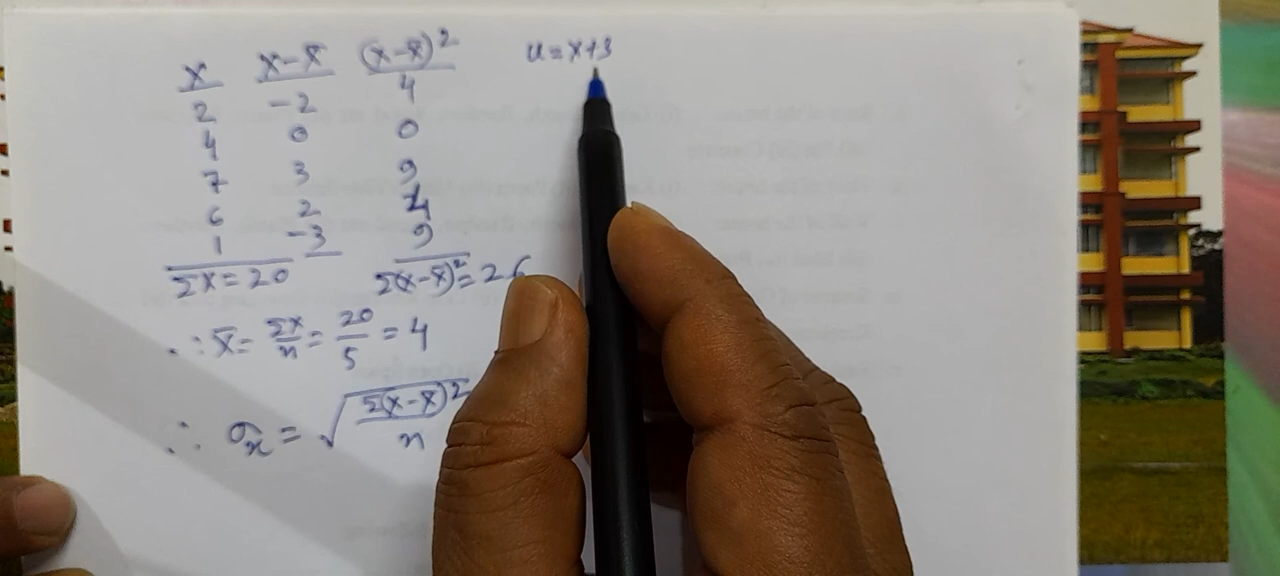 x x-x̄ (x-x̄)² u=x+3
2 -2 4
4 0 0
7 3 9
6 2 4
1 -3 9
Σx=20 Σ(x-x̄)²=26
∴ x̄= Σx/n = 20/5 = 4
∴ σx = √Σ(x-x̄)²/n